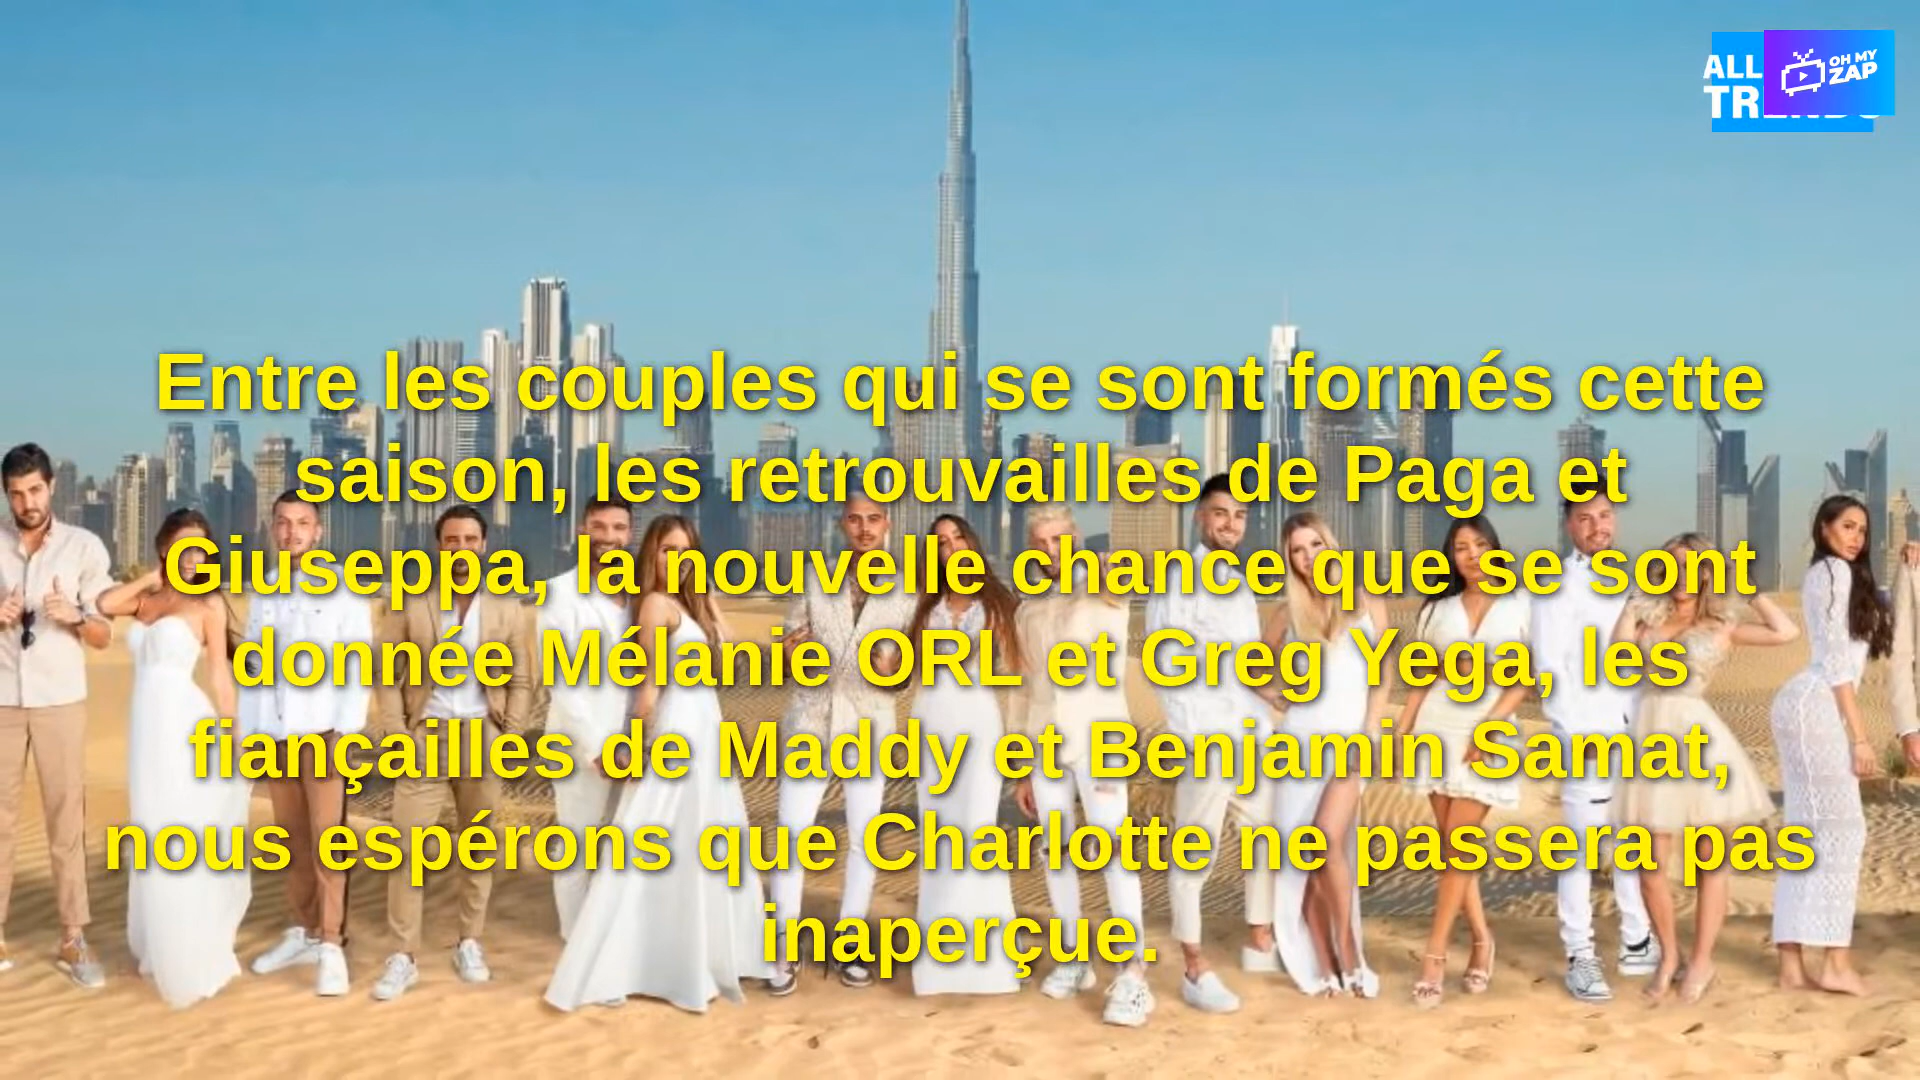 ALL
OH MY
ZAP
Entre les couples qui se sont formés cette
saison, les retrouvailles de Paga et
Giuseppa, la nouvelle chance que se sont
donnée Mélanie ORL et Greg Yega, les
fiançailles de Maddy et Benjamin Samat,
nous espérons que Charlotte ne passera pas
inaperçue.